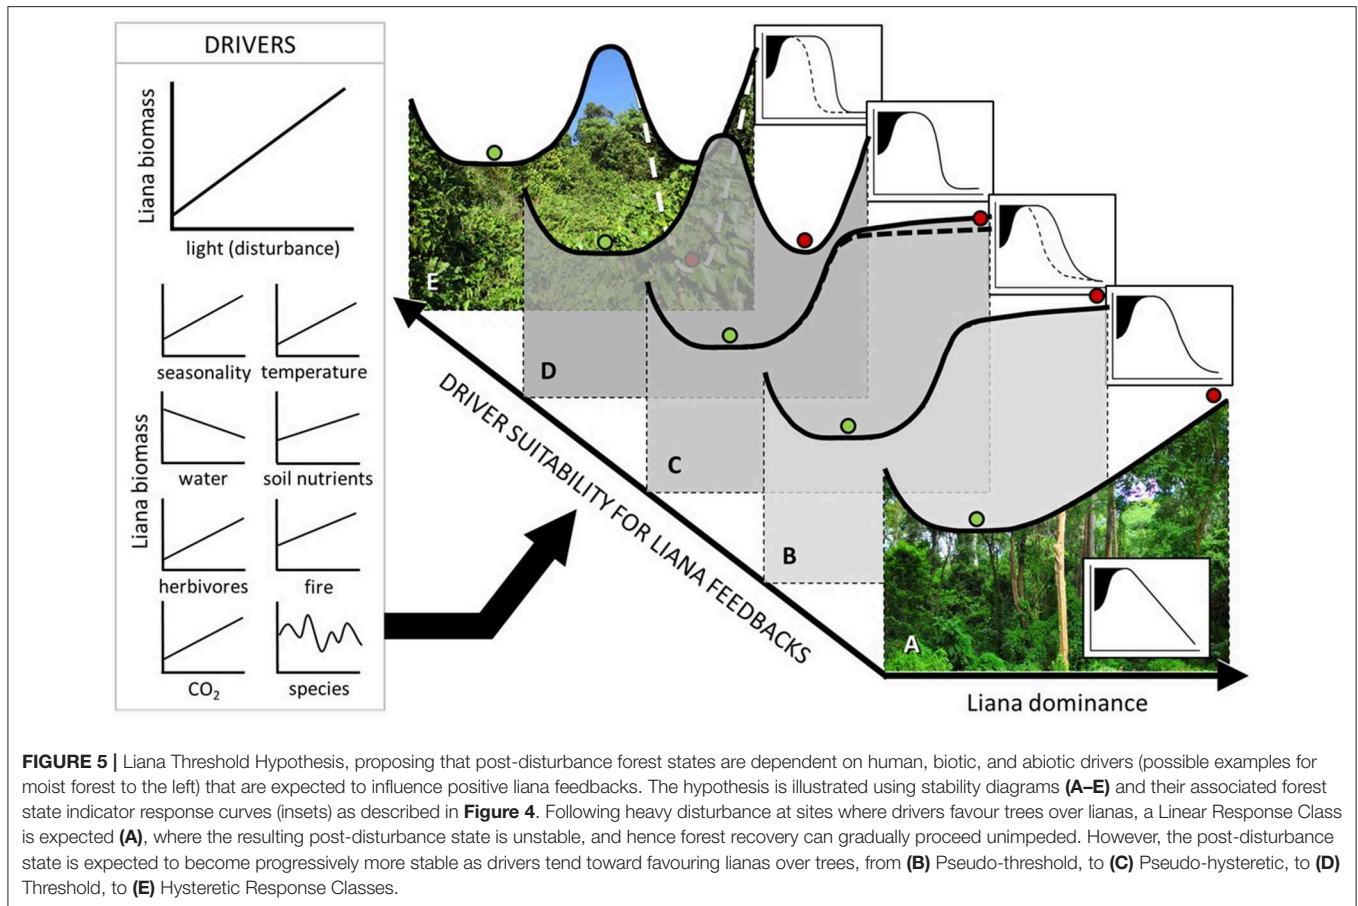 DRIVERS
Liana biomass
light (disturbance)
seasonality temperature
Liana biomass
water soil nutrients
herbivores fire
CO₂ species
DRIVER SUITABILITY FOR LIANA FEEDBACKS
E
D
C
B
A
Liana dominance
FIGURE 5 | Liana Threshold Hypothesis, proposing that post-disturbance forest states are dependent on human, biotic, and abiotic drivers (possible examples for
moist forest to the left) that are expected to influence positive liana feedbacks. The hypothesis is illustrated using stability diagrams (A–E) and their associated forest
state indicator response curves (insets) as described in Figure 4. Following heavy disturbance at sites where drivers favour trees over lianas, a Linear Response Class
is expected (A), where the resulting post-disturbance state is unstable, and hence forest recovery can gradually proceed unimpeded. However, the post-disturbance
state is expected to become progressively more stable as drivers tend toward favouring lianas over trees, from (B) Pseudo-threshold, to (C) Pseudo-hysteretic, to (D)
Threshold, to (E) Hysteretic Response Classes.